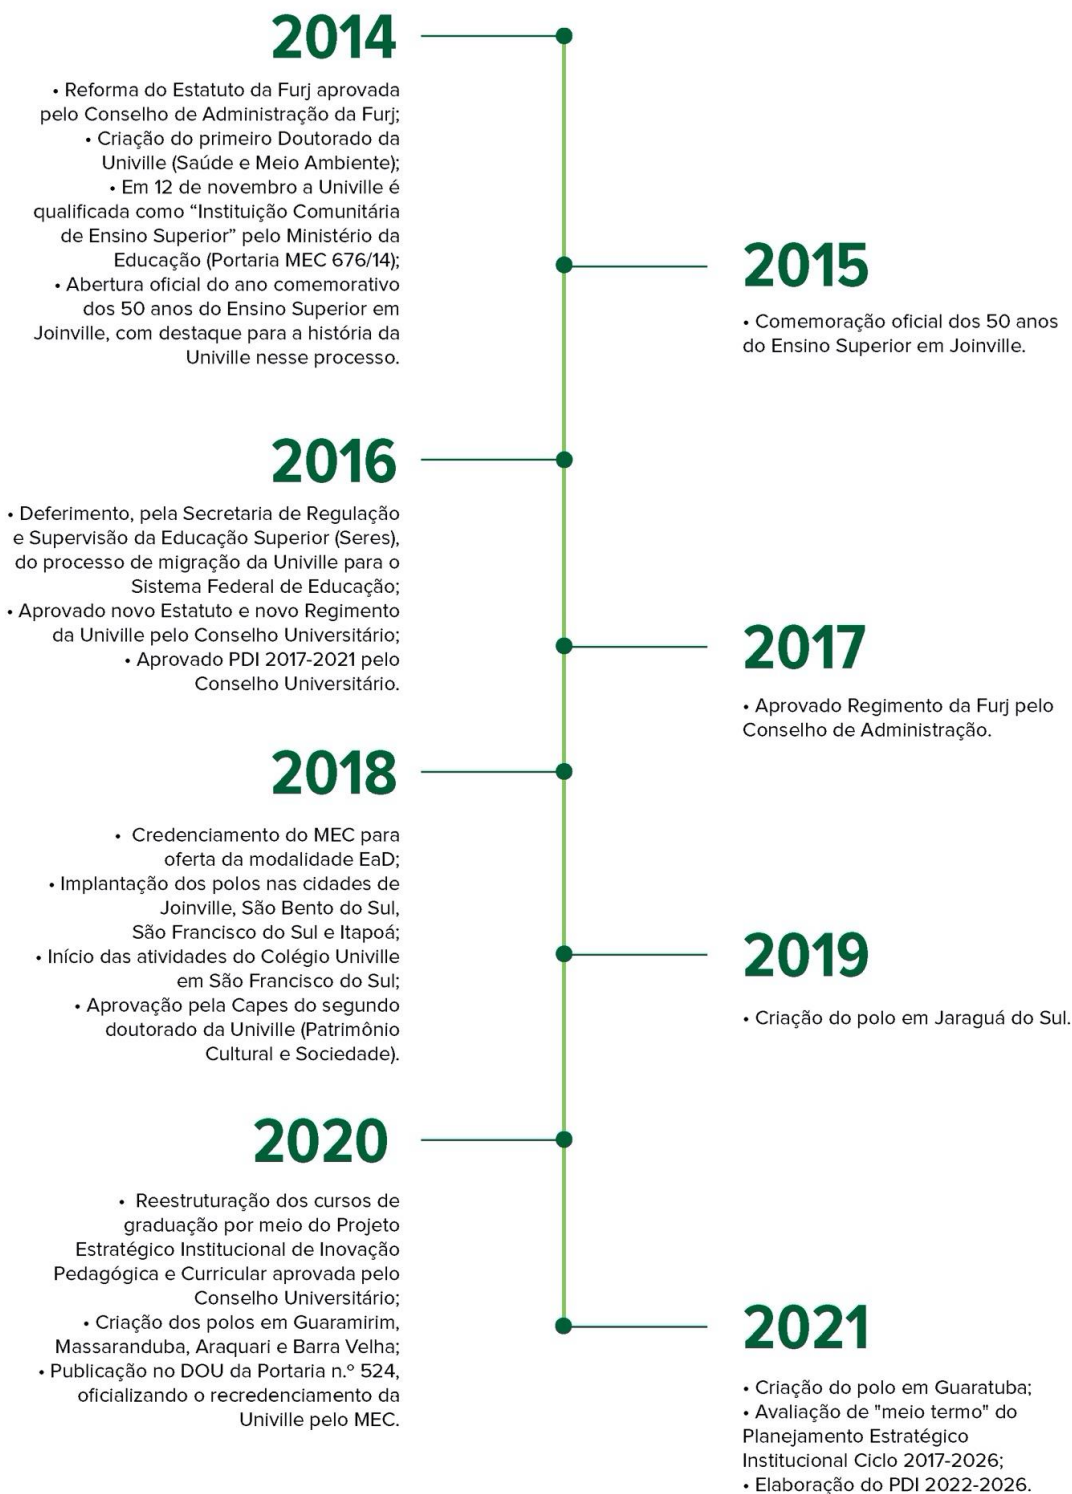 2014
• Reforma do Estatuto da Furj aprovada
pelo Conselho de Administração da Furj;
• Criação do primeiro Doutorado da
Univille (Saúde e Meio Ambiente);
• Em 12 de novembro a Univille é
qualificada como “Instituição Comunitária
de Ensino Superior” pelo Ministério da
Educação (Portaria MEC 676/14);
• Abertura oficial do ano comemorativo
dos 50 anos do Ensino Superior em
Joinville, com destaque para a história da
Univille nesse processo.
2015
• Comemoração oficial dos 50 anos
do Ensino Superior em Joinville.
2016
• Deferimento, pela Secretaria de Regulação
e Supervisão da Educação Superior (Seres),
do processo de migração da Univille para o
Sistema Federal de Educação;
• Aprovado novo Estatuto e novo Regimento
da Univille pelo Conselho Universitário;
• Aprovado PDI 2017-2021 pelo
Conselho Universitário.
2017
• Aprovado Regimento da Furj pelo
Conselho de Administração.
2018
• Credenciamento do MEC para
oferta da modalidade EaD;
• Implantação dos polos nas cidades de
Joinville, São Bento do Sul,
São Francisco do Sul e Itapoá;
• Início das atividades do Colégio Univille
em São Francisco do Sul;
• Aprovação pela Capes do segundo
doutorado da Univille (Patrimônio
Cultural e Sociedade).
2019
• Criação do polo em Jaraguá do Sul.
2020
• Reestruturação dos cursos de
graduação por meio do Projeto
Estratégico Institucional de Inovação
Pedagógica e Curricular aprovada pelo
Conselho Universitário;
• Criação dos polos em Guaramirim,
Massaranduba, Araquari e Barra Velha;
• Publicação no DOU da Portaria n.º 524,
oficializando o recredenciamento da
Univille pelo MEC.
2021
• Criação do polo em Guaratuba;
• Avaliação de "meio termo" do
Planejamento Estratégico
Institucional Ciclo 2017-2026;
• Elaboração do PDI 2022-2026.